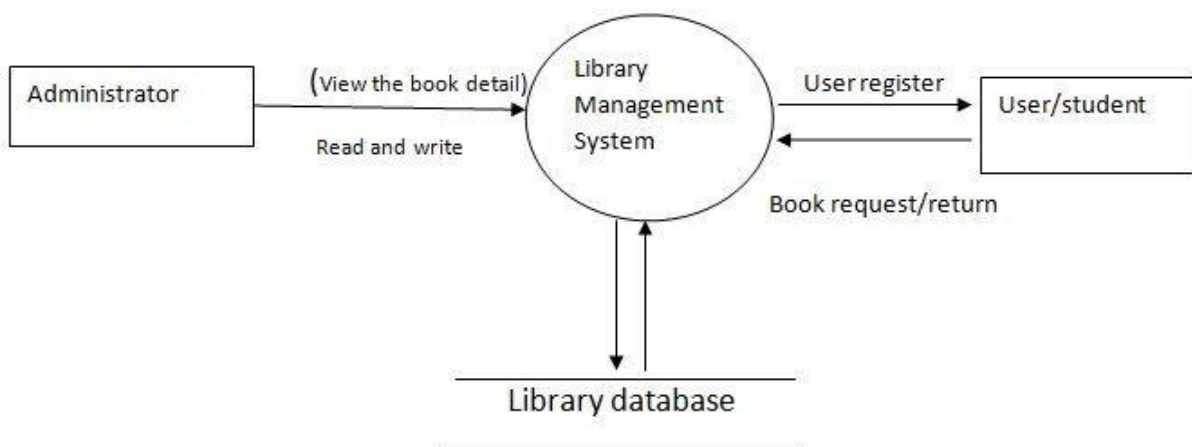 Administrator
(View the book detail)
Read and write
Library
Management
System
User register
User/student
Book request/return
Library database